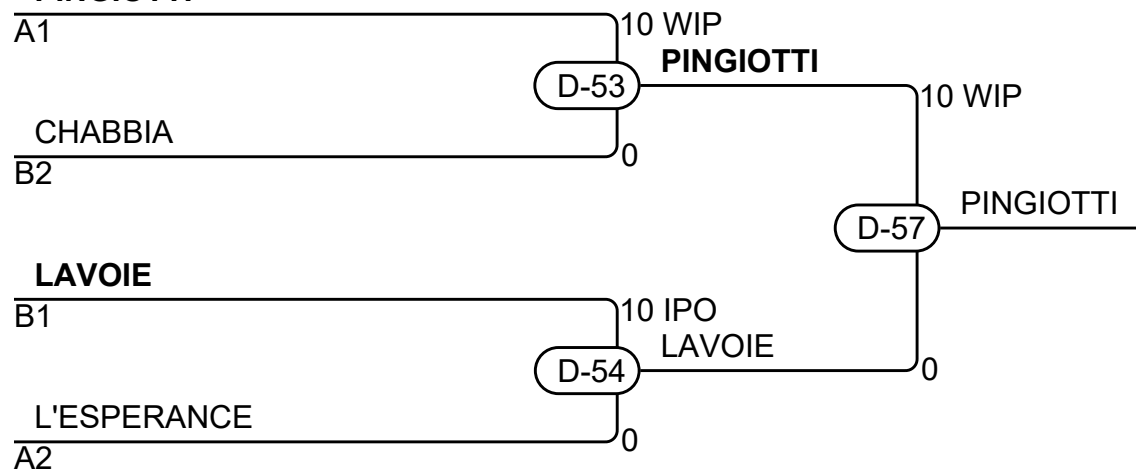 A1
10 WIP
PINGIOTTI
D-53
10 WIP
CHABBIA
0
B2
PINGIOTTI
D-57
LAVOIE
B1
10 IPO
LAVOIE
D-54
0
L'ESPERANCE
0
A2